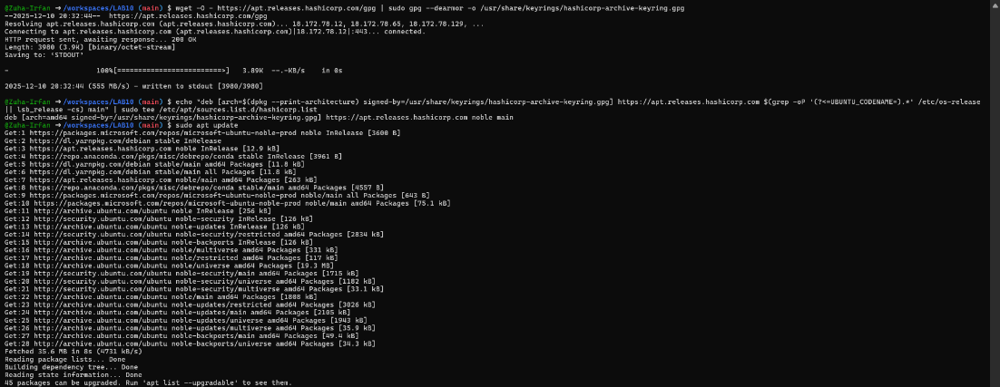 @Zuha-Irfan ➜ /workspaces/LAB10 (main) $ wget -O - https://apt.releases.hashicorp.com/gpg | sudo gpg --dearmor -o /usr/share/keyrings/hashicorp-archive-keyring.gpg
--2025-12-10 20:32:44--  https://apt.releases.hashicorp.com/gpg
Resolving apt.releases.hashicorp.com (apt.releases.hashicorp.com)... 18.172.78.12, 18.172.78.65, 18.172.78.129, ...
Connecting to apt.releases.hashicorp.com (apt.releases.hashicorp.com)|18.172.78.12|:443... connected.
HTTP request sent, awaiting response... 200 OK
Length: 3980 (3.9K) [binary/octet-stream]
Saving to: ‘STDOUT’
-                   100%[=========================>]   3.89K  --.-KB/s    in 0s
2025-12-10 20:32:44 (555 MB/s) - written to stdout [3980/3980]
@Zuha-Irfan ➜ /workspaces/LAB10 (main) $ echo "deb [arch=$(dpkg --print-architecture) signed-by=/usr/share/keyrings/hashicorp-archive-keyring.gpg] https://apt.releases.hashicorp.com $(grep -oP '(?<=UBUNTU_CODENAME=).*' /etc/os-release
|| lsb_release -cs) main" | sudo tee /etc/apt/sources.list.d/hashicorp.list
deb [arch=amd64 signed-by=/usr/share/keyrings/hashicorp-archive-keyring.gpg] https://apt.releases.hashicorp.com noble main
@Zuha-Irfan ➜ /workspaces/LAB10 (main) $ sudo apt update
Get:1 https://packages.microsoft.com/repos/microsoft-ubuntu-noble-prod noble InRelease [3600 B]
Get:2 https://dl.yarnpkg.com/debian stable InRelease
Get:3 https://apt.releases.hashicorp.com noble InRelease [12.9 kB]
Get:4 https://repo.anaconda.com/pkgs/misc/debrepo/conda stable InRelease [3961 B]
Get:5 https://dl.yarnpkg.com/debian stable/main amd64 Packages [11.8 kB]
Get:6 https://dl.yarnpkg.com/debian stable/main all Packages [11.8 kB]
Get:7 https://apt.releases.hashicorp.com noble/main amd64 Packages [263 kB]
Get:8 https://repo.anaconda.com/pkgs/misc/debrepo/conda stable/main amd64 Packages [4557 B]
Get:9 https://packages.microsoft.com/repos/microsoft-ubuntu-noble-prod noble/main all Packages [643 B]
Get:10 https://packages.microsoft.com/repos/microsoft-ubuntu-noble-prod noble/main amd64 Packages [75.1 kB]
Get:11 http://archive.ubuntu.com/ubuntu noble InRelease [256 kB]
Get:12 http://security.ubuntu.com/ubuntu noble-security InRelease [126 kB]
Get:13 http://archive.ubuntu.com/ubuntu noble-updates InRelease [126 kB]
Get:14 http://security.ubuntu.com/ubuntu noble-security/restricted amd64 Packages [2834 kB]
Get:15 http://archive.ubuntu.com/ubuntu noble-backports InRelease [126 kB]
Get:16 http://archive.ubuntu.com/ubuntu noble/multiverse amd64 Packages [331 kB]
Get:17 http://archive.ubuntu.com/ubuntu noble/restricted amd64 Packages [117 kB]
Get:18 http://archive.ubuntu.com/ubuntu noble/universe amd64 Packages [19.3 MB]
Get:19 http://security.ubuntu.com/ubuntu noble-security/main amd64 Packages [1715 kB]
Get:20 http://security.ubuntu.com/ubuntu noble-security/universe amd64 Packages [1182 kB]
Get:21 http://security.ubuntu.com/ubuntu noble-security/multiverse amd64 Packages [33.1 kB]
Get:22 http://archive.ubuntu.com/ubuntu noble/main amd64 Packages [1808 kB]
Get:23 http://archive.ubuntu.com/ubuntu noble-updates/restricted amd64 Packages [3026 kB]
Get:24 http://archive.ubuntu.com/ubuntu noble-updates/main amd64 Packages [2105 kB]
Get:25 http://archive.ubuntu.com/ubuntu noble-updates/universe amd64 Packages [1943 kB]
Get:26 http://archive.ubuntu.com/ubuntu noble-updates/multiverse amd64 Packages [35.9 kB]
Get:27 http://archive.ubuntu.com/ubuntu noble-backports/main amd64 Packages [49.4 kB]
Get:28 http://archive.ubuntu.com/ubuntu noble-backports/universe amd64 Packages [34.3 kB]
Fetched 35.6 MB in 8s (4731 kB/s)
Reading package lists... Done
Building dependency tree... Done
Reading state information... Done
45 packages can be upgraded. Run 'apt list --upgradable' to see them.